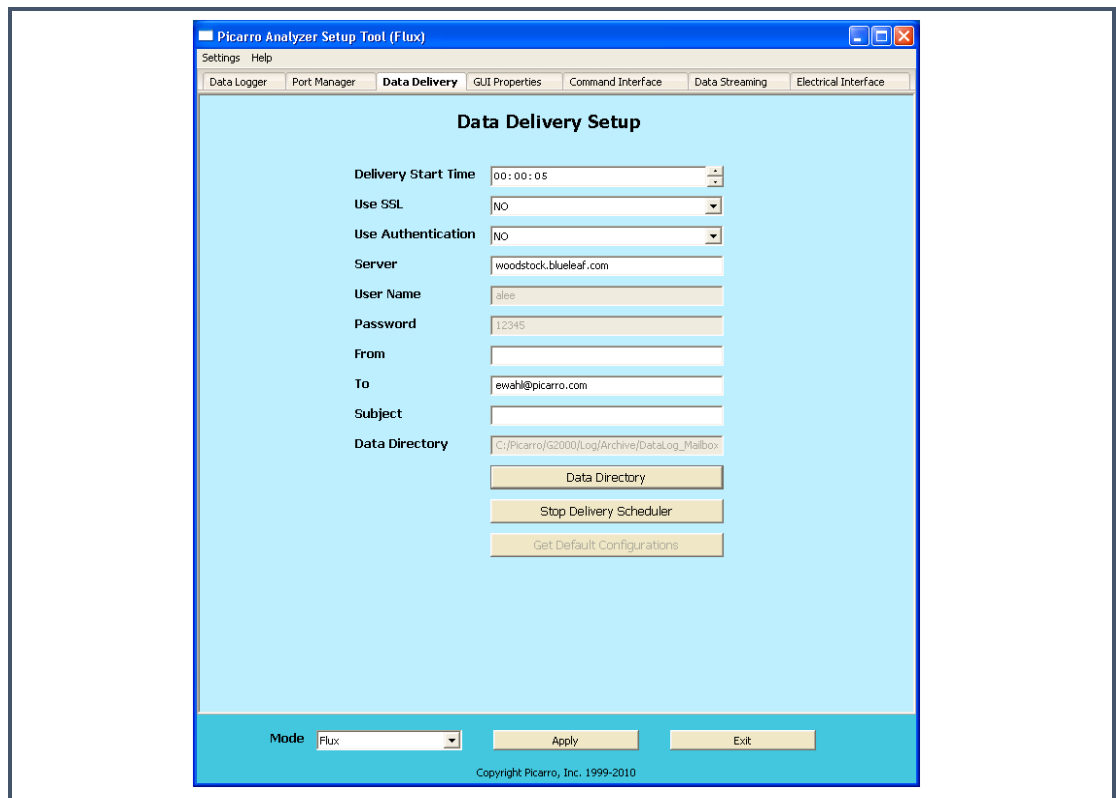 Picarro Analyzer Setup Tool (Flux)
Settings Help
Data Logger Port Manager Data Delivery GUI Properties Command Interface Data Streaming Electrical Interface
Data Delivery Setup
Delivery Start Time 00:00:05
Use SSL NO
Use Authentication NO
Server woodstock.blueleaf.com
User Name alee
Password 12345
From
To ewahl@picarro.com
Subject
Data Directory C:/Picarro/G2000/Log/Archive/DataLog_Mailbox
Data Directory
Stop Delivery Scheduler
Get Default Configurations
Mode Flux Apply Exit
Copyright Picarro, Inc. 1999-2010